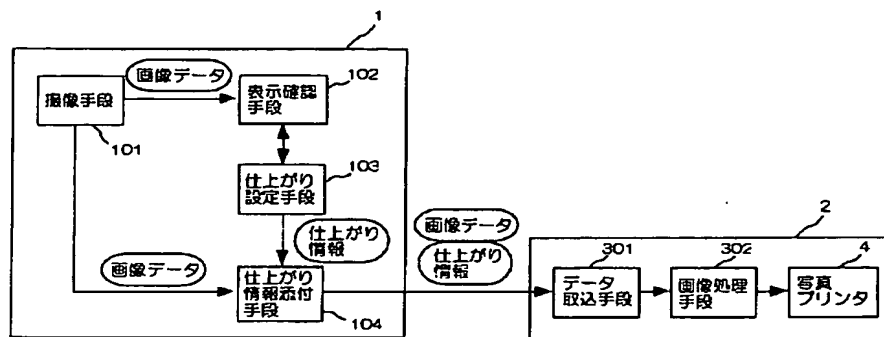 1
画像データ
102
撮像手段
表示確認
手段
101
103
仕上がり
設定手段
仕上がり
情報
画像データ
2
画像データ
仕上がり
情報
301
302
4
仕上がり
情報添付
手段
データ
取込手段
画像処理
手段
写真
プリンタ
104